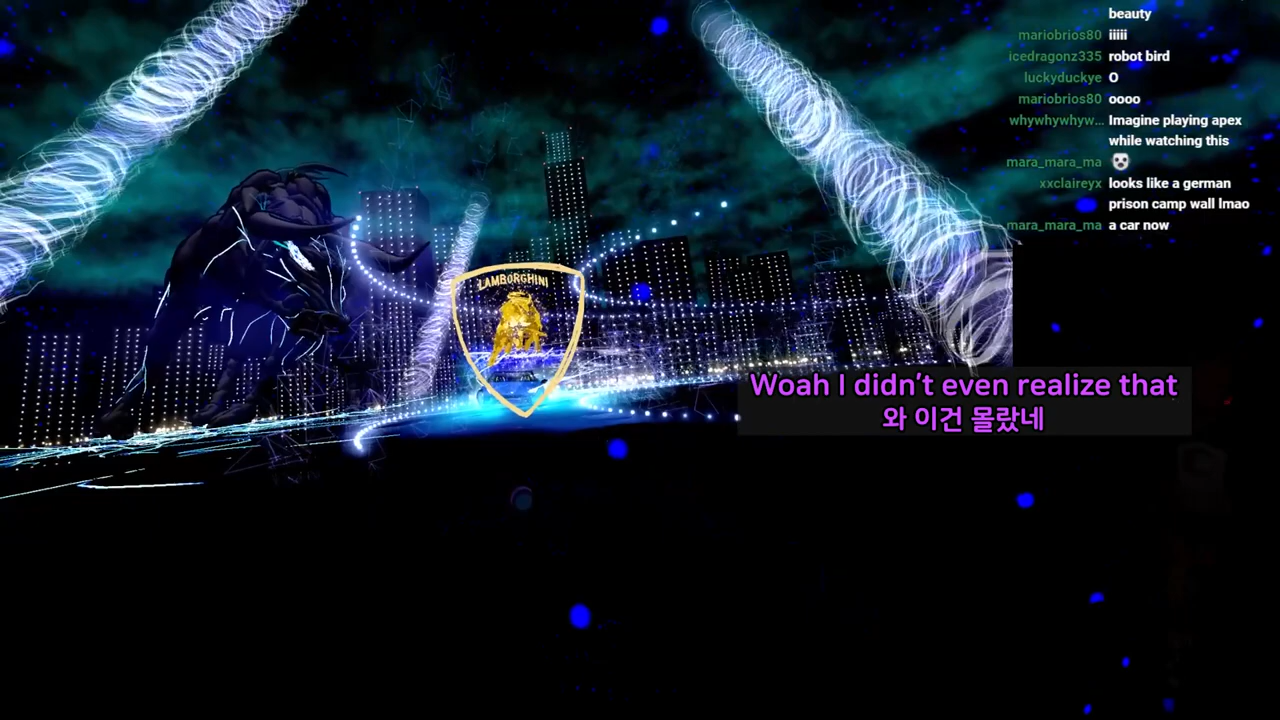 beauty
mariobrios80 iiiii
icedragonz335 robot bird
luckyduckye O
mariobrios80 oooo
whywhywhyw... Imagine playing apex
while watching this
mara_mara_ma
xxclaireyx looks like a german
prison camp wall lmao
mara_mara_ma a car now
LAMBORGHINI
Woah I didn't even realize that
와 이건 몰랐네